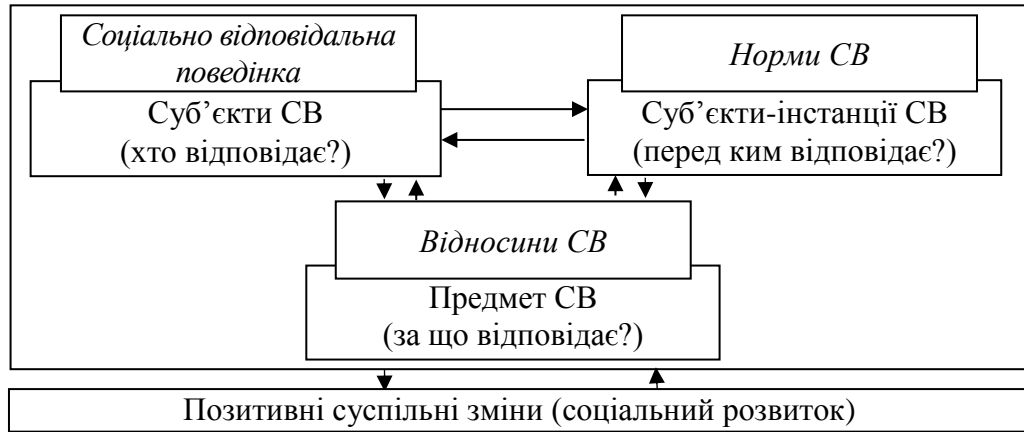 Соціально відповідальна
поведінка
Суб’єкти СВ
(хто відповідає?)
Норми СВ
Суб’єкти-інстанції СВ
(перед ким відповідає?)
Відносини СВ
Предмет СВ
(за що відповідає?)
Позитивні суспільні зміни (соціальний розвиток)